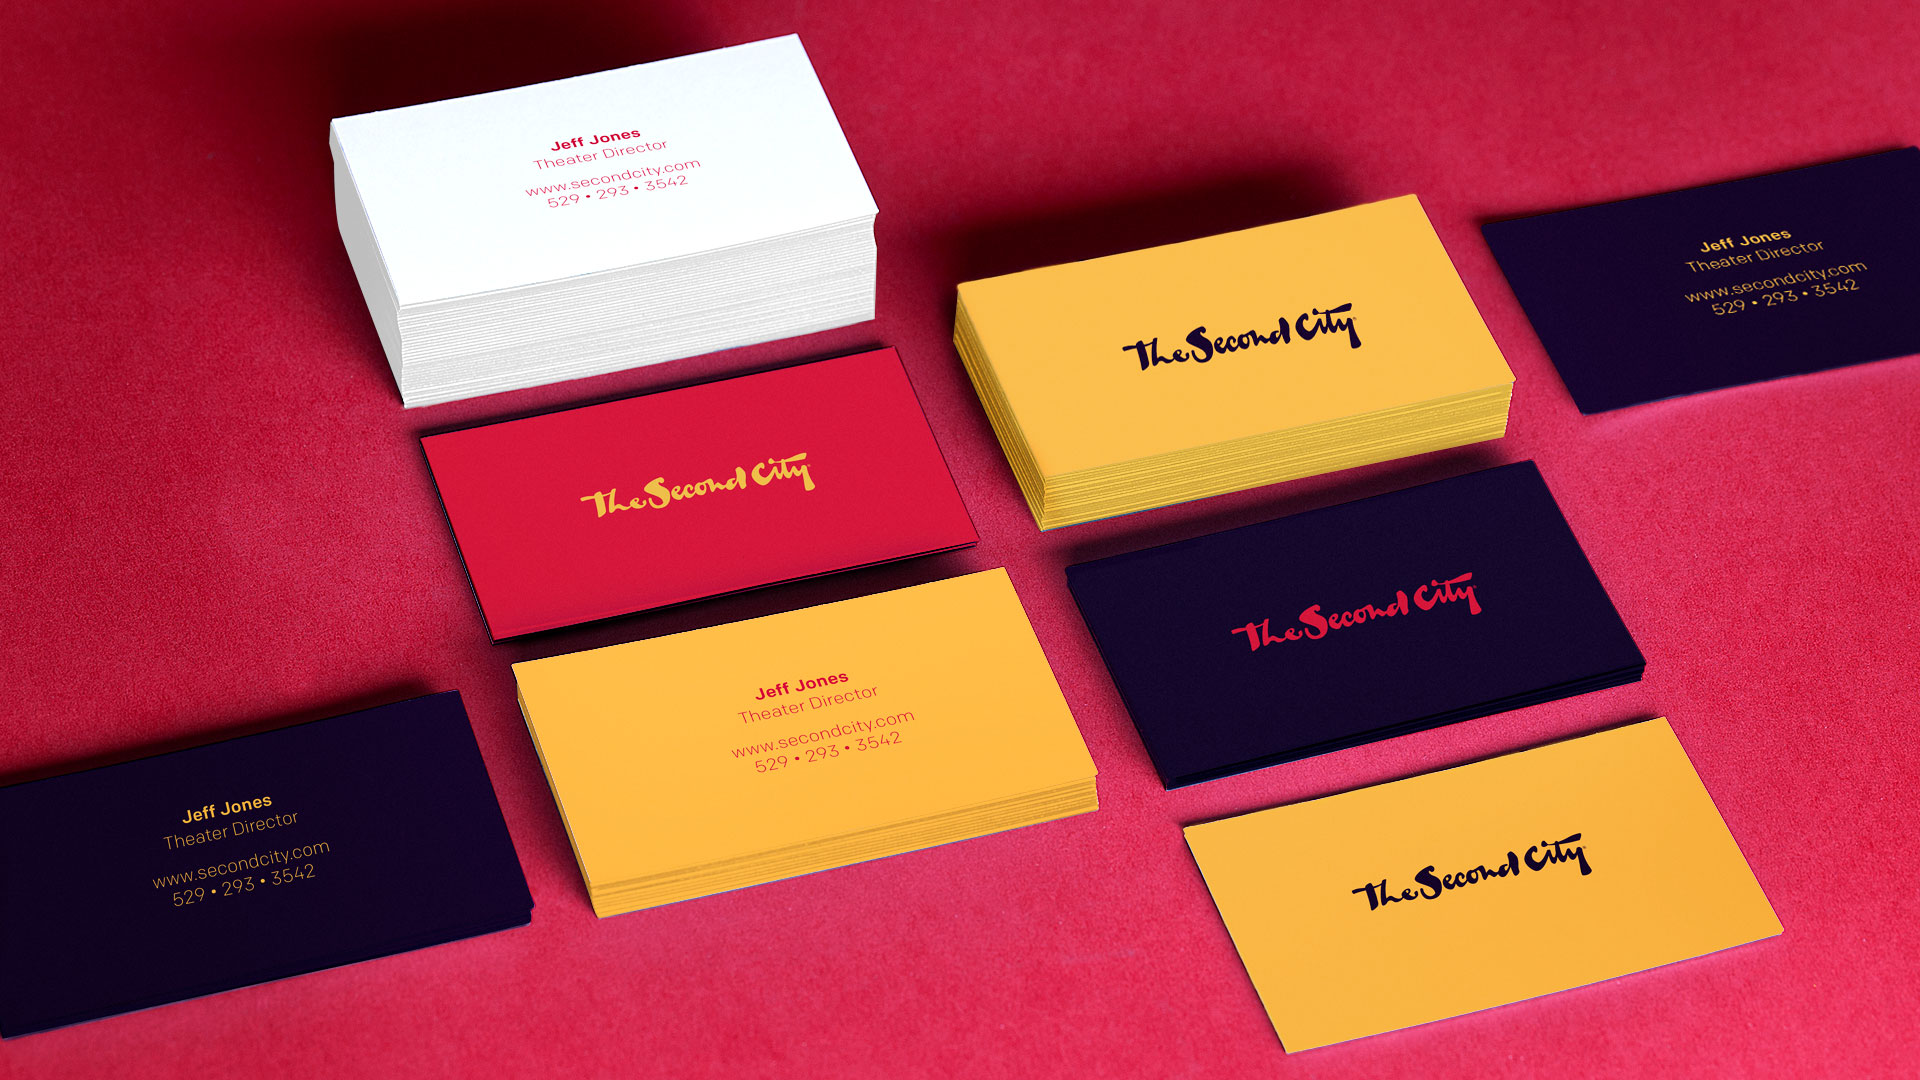 Jeff Jones
Theater Director
www.secondcity.com
529 • 293 • 3542
The Second City
Jeff Jones
Theater Director
www.secondcity.com
529 • 293 • 3542
The Second City
Jeff Jones
Theater Director
www.secondcity.com
529 • 293 • 3542
The Second City
Jeff Jones
Theater Director
www.secondcity.com
529 • 293 • 3542
The Second City